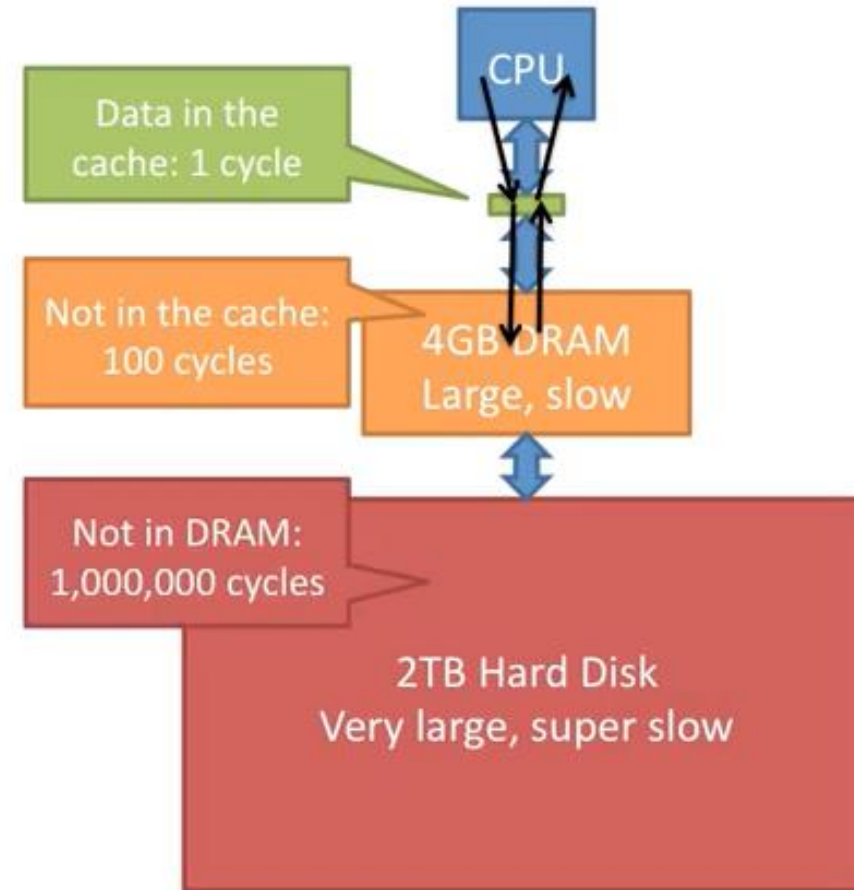 CPU
Data in the
cache: 1 cycle
Not in the cache:
100 cycles
4GB DRAM
Large, slow
Not in DRAM:
1,000,000 cycles
2TB Hard Disk
Very large, super slow